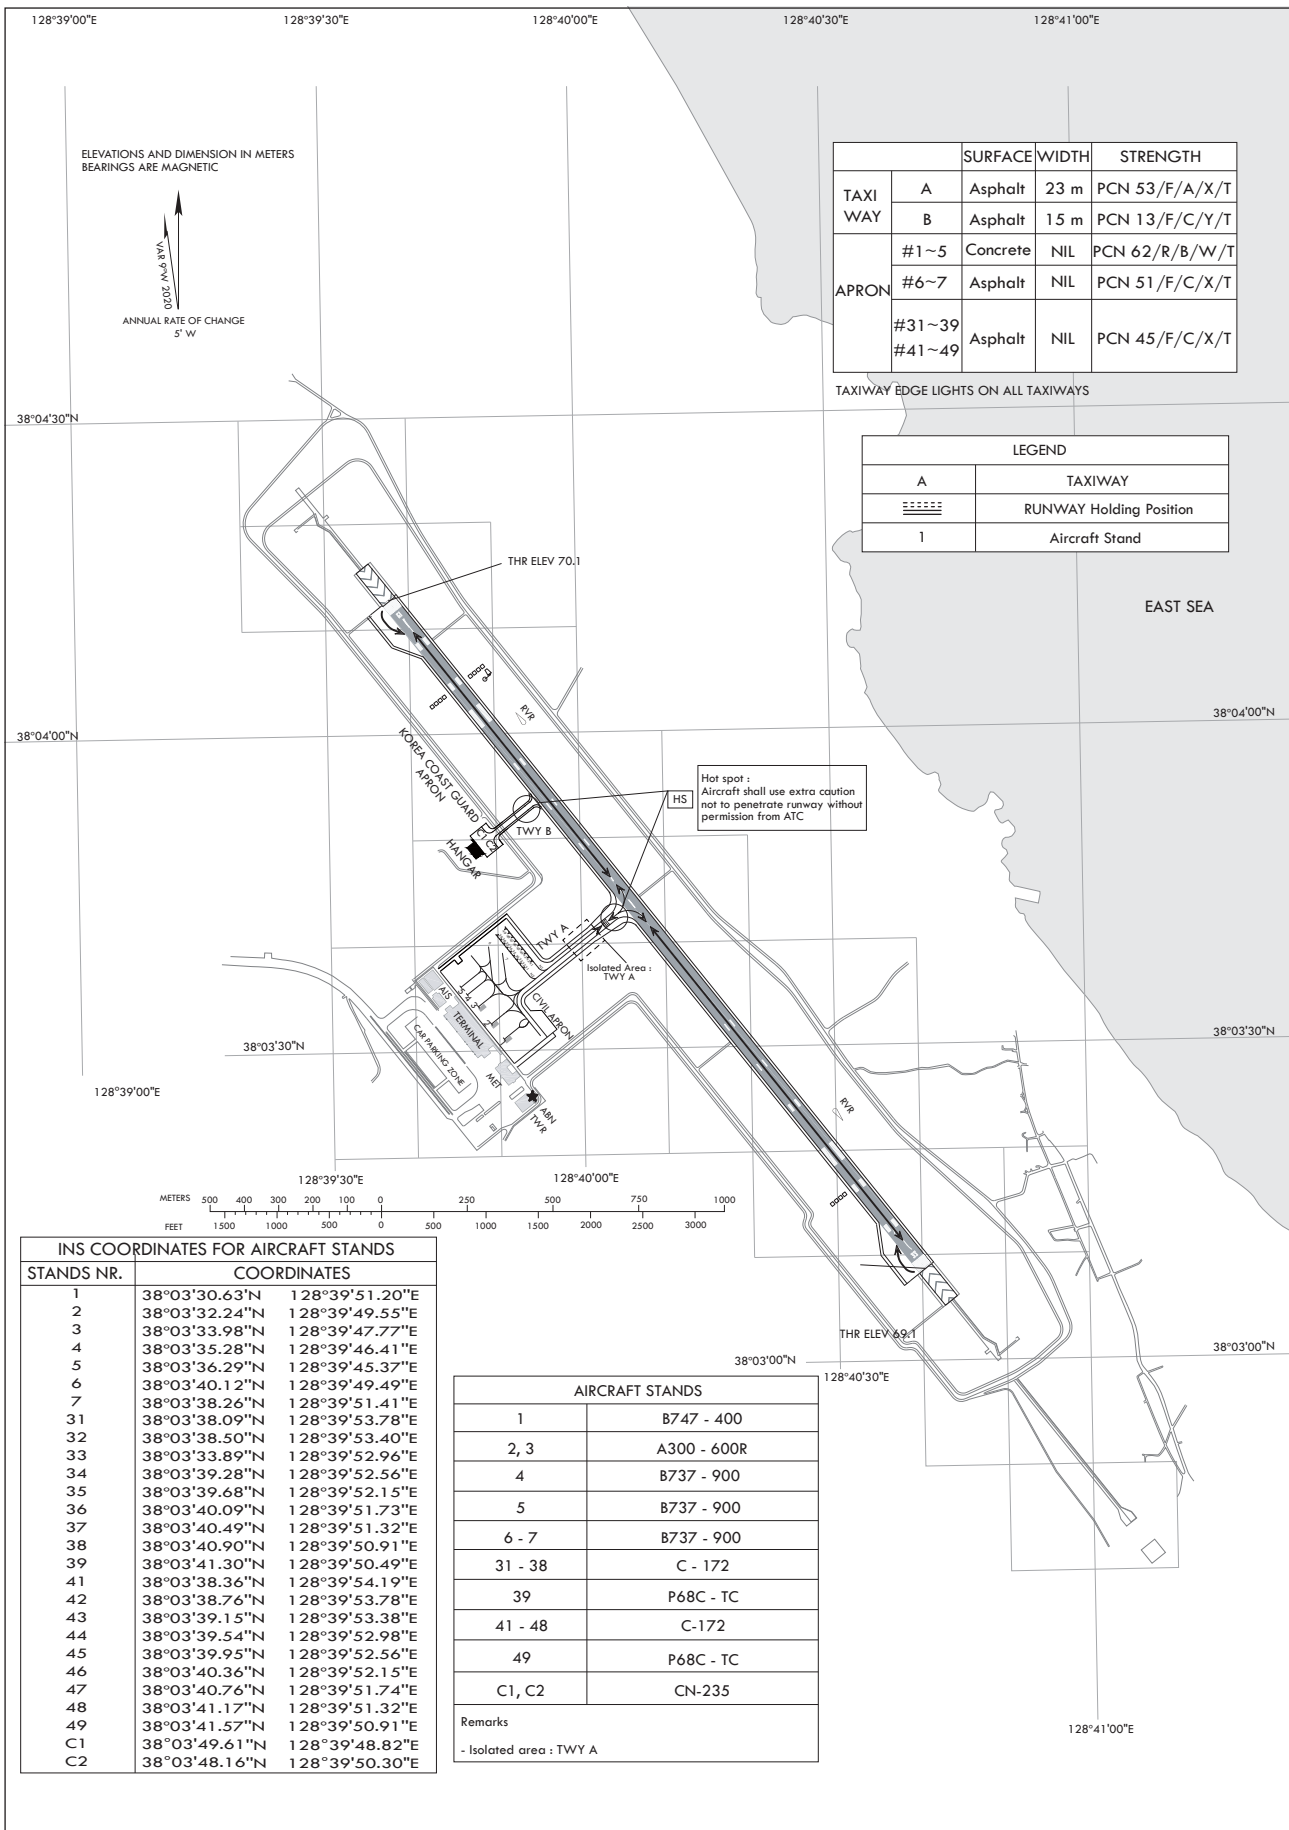 128°39'00"E
128°39'30"E
128°40'00"E
128°40'30"E
128°41'00"E
ELEVATIONS AND DIMENSION IN METERS
BEARINGS ARE MAGNETIC
VAR 9°W 2020
ANNUAL RATE OF CHANGE
5' W
SURFACE WIDTH STRENGTH
TAXI WAY
A Asphalt 23 m PCN 53/F/A/X/T
B Asphalt 15 m PCN 13/F/C/Y/T
APRON
#1~5 Concrete NIL PCN 62/R/B/W/T
#6~7 Asphalt NIL PCN 51/F/C/X/T
#31~39
#41~49 Asphalt NIL PCN 45/F/C/X/T
TAXIWAY EDGE LIGHTS ON ALL TAXIWAYS
38°04'30"N
LEGEND
A TAXIWAY
RUNWAY Holding Position
1 Aircraft Stand
THR ELEV 70.1
EAST SEA
RVR
38°04'00"N
38°04'00"N
KOREA COAST GUARD
APRON
Hot spot :
Aircraft shall use extra caution
not to penetrate runway without
permission from ATC
HS
TWY B
C1 C2
HANGAR
TWY A
Isolated Area :
TWY A
AIS
5 4 3
2
1
CIVIL APRON
TERMINAL
CAR PARKING ZONE
MET
ABN
TWR
38°03'30"N
38°03'30"N
128°39'00"E
RVR
128°39'30"E
128°40'00"E
METERS 500 400 300 200 100 0 250 500 750 1000
FEET 1500 1000 500 0 500 1000 1500 2000 2500 3000
THR ELEV 69.1
38°03'00"N
38°03'00"N
128°40'30"E
INS COORDINATES FOR AIRCRAFT STANDS
STANDS NR. COORDINATES
1 38°03'30.63'N 128°39'51.20"E
2 38°03'32.24"N 128°39'49.55"E
3 38°03'33.98"N 128°39'47.77"E
4 38°03'35.28"N 128°39'46.41"E
5 38°03'36.29"N 128°39'45.37"E
6 38°03'40.12"N 128°39'49.49"E
7 38°03'38.26"N 128°39'51.41"E
31 38°03'38.09"N 128°39'53.78"E
32 38°03'38.50"N 128°39'53.40"E
33 38°03'33.89"N 128°39'52.96"E
34 38°03'39.28"N 128°39'52.56"E
35 38°03'39.68"N 128°39'52.15"E
36 38°03'40.09"N 128°39'51.73"E
37 38°03'40.49"N 128°39'51.32"E
38 38°03'40.90"N 128°39'50.91"E
39 38°03'41.30"N 128°39'50.49"E
41 38°03'38.36"N 128°39'54.19"E
42 38°03'38.76"N 128°39'53.78"E
43 38°03'39.15"N 128°39'53.38"E
44 38°03'39.54"N 128°39'52.98"E
45 38°03'39.95"N 128°39'52.56"E
46 38°03'40.36"N 128°39'52.15"E
47 38°03'40.76"N 128°39'51.74"E
48 38°03'41.17"N 128°39'51.32"E
49 38°03'41.57"N 128°39'50.91"E
C1 38°03'49.61"N 128°39'48.82"E
C2 38°03'48.16"N 128°39'50.30"E
AIRCRAFT STANDS
1 B747 - 400
2, 3 A300 - 600R
4 B737 - 900
5 B737 - 900
6 - 7 B737 - 900
31 - 38 C - 172
39 P68C - TC
41 - 48 C-172
49 P68C - TC
C1, C2 CN-235
Remarks
- Isolated area : TWY A
128°41'00"E